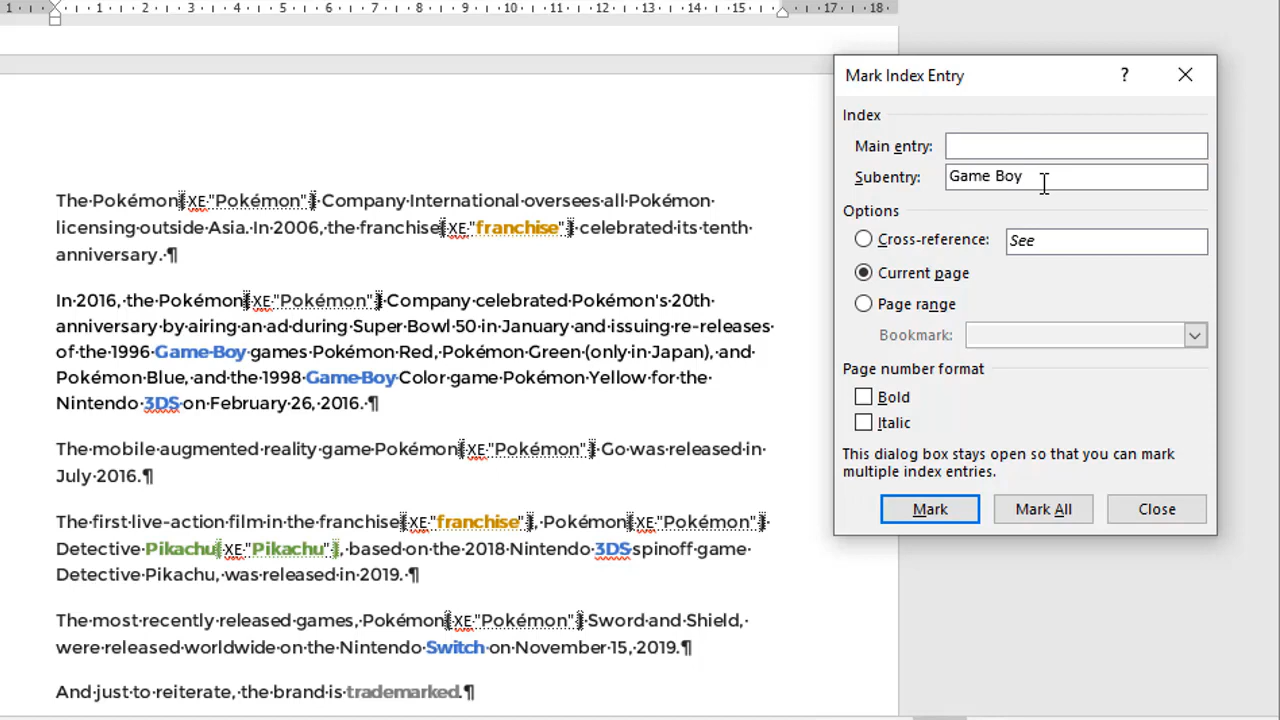 1 1 2 3 4 5 6 7 8 9 10 11 12 13 14 15 17 18
The·Pokémon{·XE·"Pokémon"·}·Company·International·oversees·all·Pokémon·
licensing·outside·Asia.·In·2006,·the·franchise{·XE·"franchise"·}·celebrated·its·tenth·
anniversary.·¶
In·2016,·the·Pokémon{·XE·"Pokémon"·}·Company·celebrated·Pokémon's·20th·
anniversary·by·airing·an·ad·during·Super·Bowl·50·in·January·and·issuing·re-releases·
of·the·1996·Game·Boy·games·Pokémon·Red,·Pokémon·Green·(only·in·Japan),·and·
Pokémon·Blue,·and·the·1998·Game·Boy·Color·game·Pokémon·Yellow·for·the·
Nintendo·3DS·on·February·26,·2016.·¶
The·mobile·augmented·reality·game·Pokémon{·XE·"Pokémon"·}·Go·was·released·in·
July·2016.¶
The·first·live-action·film·in·the·franchise{·XE·"franchise"·},·Pokémon{·XE·"Pokémon"·}·
Detective·Pikachu{·XE·"Pikachu"·},·based·on·the·2018·Nintendo·3DS·spinoff·game·
Detective·Pikachu,·was·released·in·2019.·¶
The·most·recently·released·games,·Pokémon{·XE·"Pokémon"·}·Sword·and·Shield,·
were·released·worldwide·on·the·Nintendo·Switch·on·November·15,·2019.¶
And·just·to·reiterate,·the·brand·is·trademarked.¶
Mark Index Entry ? ×
Index
Main entry:
Subentry: Game Boy
Options
Cross-reference: See
Current page
Page range
Bookmark:
Page number format
Bold
Italic
This dialog box stays open so that you can mark
multiple index entries.
Mark Mark All Close